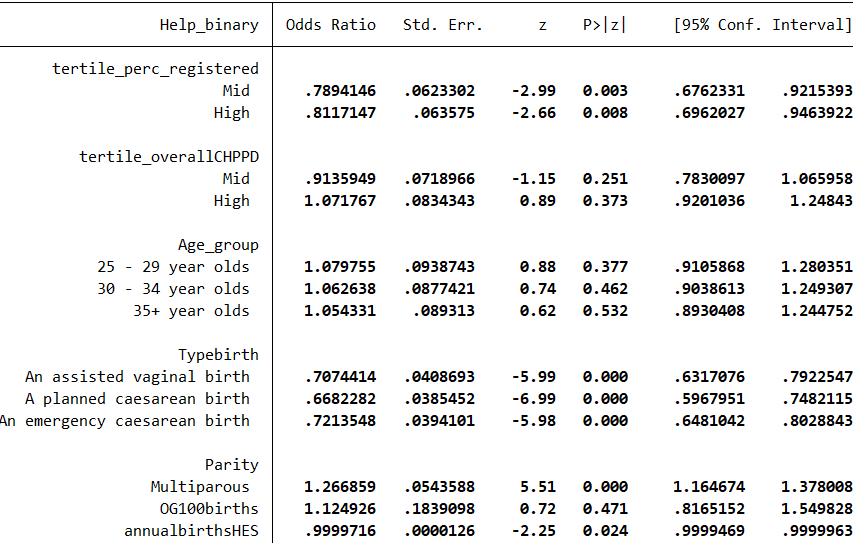 Help_binary Odds Ratio Std. Err. z P>|z| [95% Conf. Interval]
tertile_perc_registered
Mid .7894146 .0623302 -2.99 0.003 .6762331 .9215393
High .8117147 .063575 -2.66 0.008 .6962027 .9463922
tertile_overallCHPPD
Mid .9135949 .0718966 -1.15 0.251 .7830097 1.065958
High 1.071767 .0834343 0.89 0.373 .9201036 1.24843
Age_group
25 - 29 year olds 1.079755 .0938743 0.88 0.377 .9105868 1.280351
30 - 34 year olds 1.062638 .0877421 0.74 0.462 .9038613 1.249307
35+ year olds 1.054331 .089313 0.62 0.532 .8930408 1.244752
Typebirth
An assisted vaginal birth .7074414 .0408693 -5.99 0.000 .6317076 .7922547
A planned caesarean birth .6682282 .0385452 -6.99 0.000 .5967951 .7482115
An emergency caesarean birth .7213548 .0394101 -5.98 0.000 .6481042 .8028843
Parity
Multiparous 1.266859 .0543588 5.51 0.000 1.164674 1.378008
OG100births 1.124926 .1839098 0.72 0.471 .8165152 1.549828
annualbirthsHES .9999716 .0000126 -2.25 0.024 .9999469 .9999963